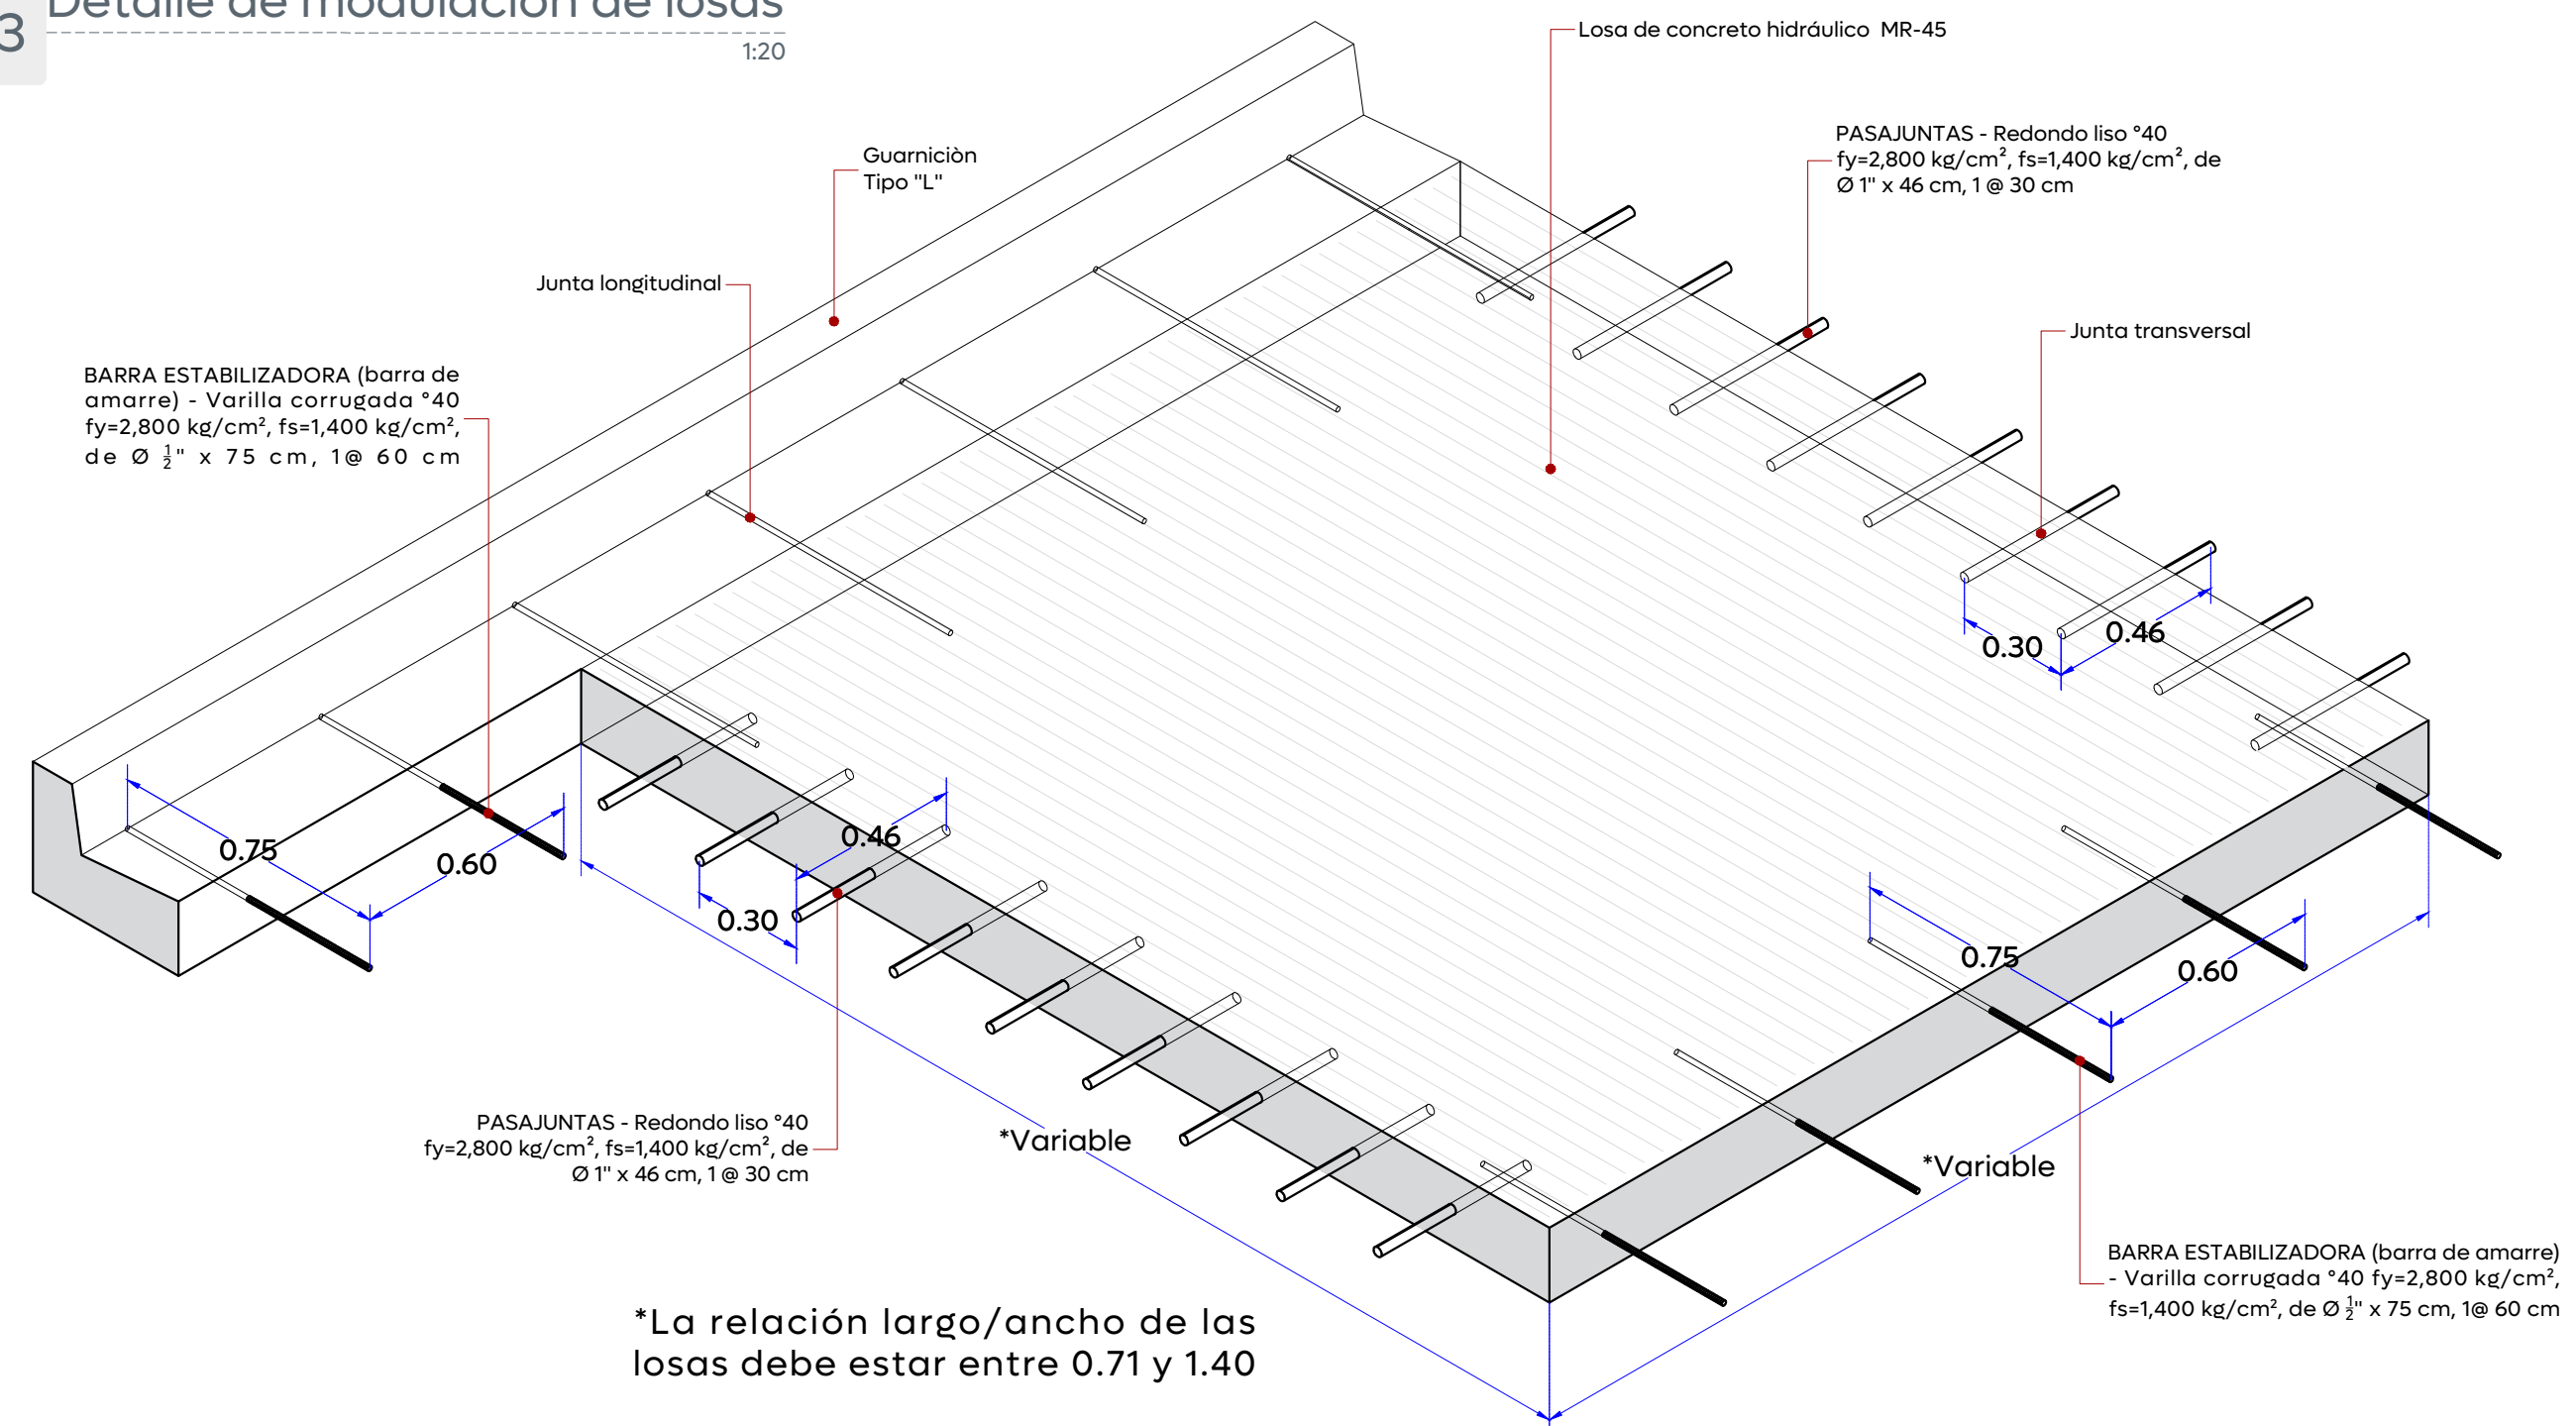 3
Detalle de modulación de losas
1:20
Losa de concreto hidráulico MR-45
PASAJUNTAS - Redondo liso °40
fy=2,800 kg/cm², fs=1,400 kg/cm², de
Ø 1" x 46 cm, 1 @ 30 cm
Guarniciòn
Tipo "L"
Junta longitudinal
Junta transversal
BARRA ESTABILIZADORA (barra de
amarre) - Varilla corrugada °40
fy=2,800 kg/cm², fs=1,400 kg/cm²,
de Ø ½" x 75 cm, 1@ 60 cm
0.30
0.46
0.75
0.60
0.46
0.30
0.75
0.60
PASAJUNTAS - Redondo liso °40
fy=2,800 kg/cm², fs=1,400 kg/cm², de
Ø 1" x 46 cm, 1 @ 30 cm
*Variable
*Variable
BARRA ESTABILIZADORA (barra de amarre)
- Varilla corrugada °40 fy=2,800 kg/cm²,
fs=1,400 kg/cm², de Ø ½" x 75 cm, 1@ 60 cm
*La relación largo/ancho de las
losas debe estar entre 0.71 y 1.40